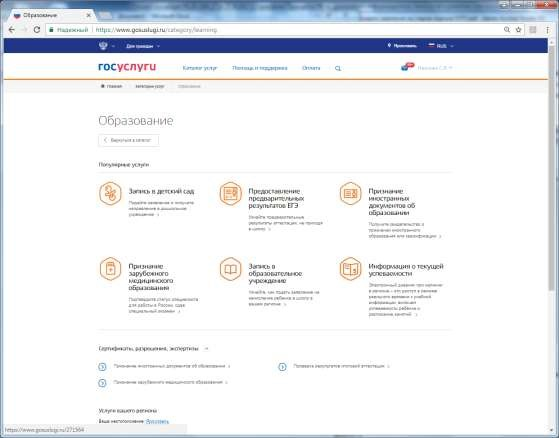 Образование
Надежный | https://www.gosuslugi.ru/category/learning
Для граждан
Ярославль
RUS
госуслуги
Каталог услуг
Помощь и поддержка
Оплата
Главная
Категории услуг
Образование
Образование
Вернуться в каталог
Популярные услуги
Запись в детский сад
Подайте заявление и получите
направление в дошкольное
учреждение
Предоставление
предварительных
результатов ЕГЭ
Узнайте предварительные
результаты аттестации, не приходя
в школу
Признание
иностранных
документов об
образовании
Получите свидетельство о
признании иностранного
образования или квалификации
Признание
зарубежного
медицинского
образования
Подтвердите статус специалиста
для работы в России, сдав
специальный экзамен
Запись в
образовательное
учреждение
Узнайте, как подать заявление на
зачисление ребенка в школу в
вашем регионе
Информация о текущей
успеваемости
Электронный дневник при наличии
в регионе – это доступ в режиме
реального времени к учебной
информации, включая
успеваемость ребенка и
расписание занятий
Сертификаты, разрешения, экспертизы
Признание иностранных документов об образовании
Проверка результатов итоговой аттестации
Признание зарубежного медицинского образования
Услуги вашего региона
Ваше местоположение: Ярославль
https://www.gosuslugi.ru/271564